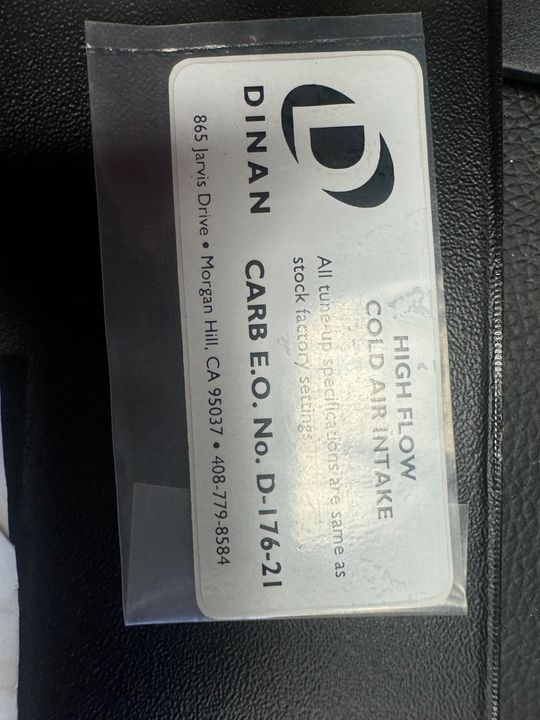 HIGH FLOW
COLD AIR INTAKE
All tune-up specifications are same as
stock factory settings.
DINAN CARB E.O. No. D-176-21
865 Jarvis Drive • Morgan Hill, CA 95037 • 408-779-8584